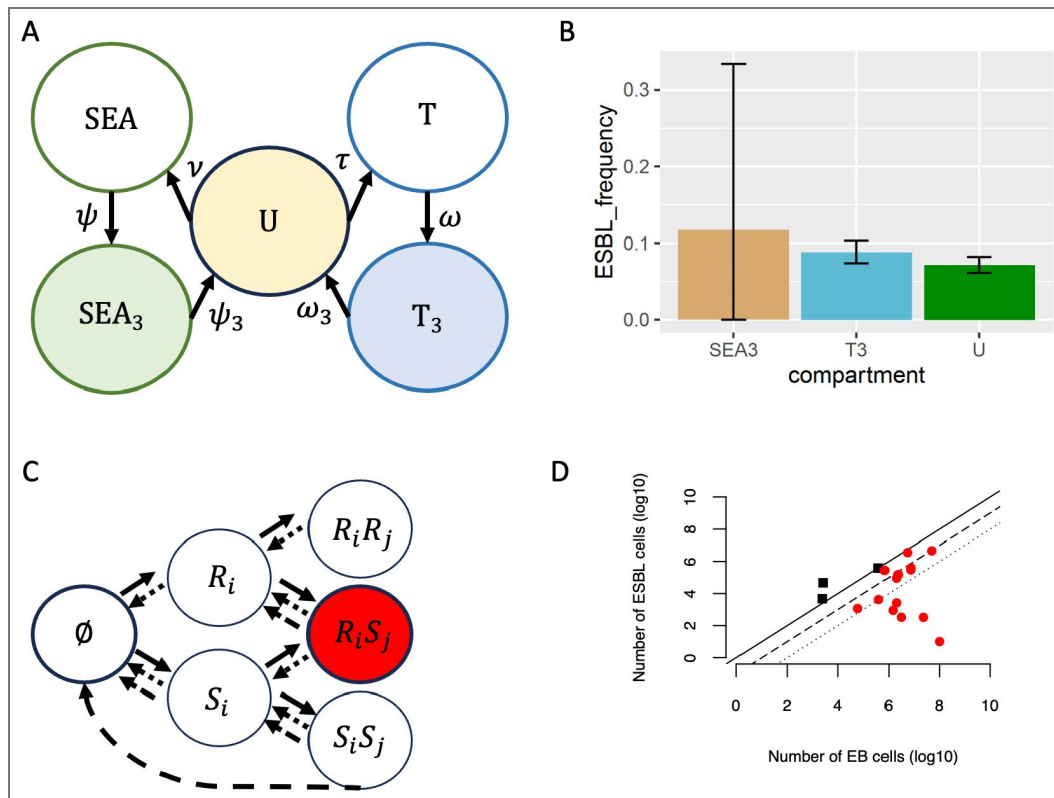 A
SEA
T
ν
τ
ψ
U
ω
SEA₃
ψ₃
ω₃
T₃
B
ESBL_frequency
0.3
0.2
0.1
0.0
SEA3
T3
U
compartment
C
RᵢRⱼ
Rᵢ
∅
RᵢSⱼ
Sᵢ
SᵢSⱼ
D
Number of ESBL cells (log10)
10
8
6
4
2
0
0 2 4 6 8 10
Number of EB cells (log10)